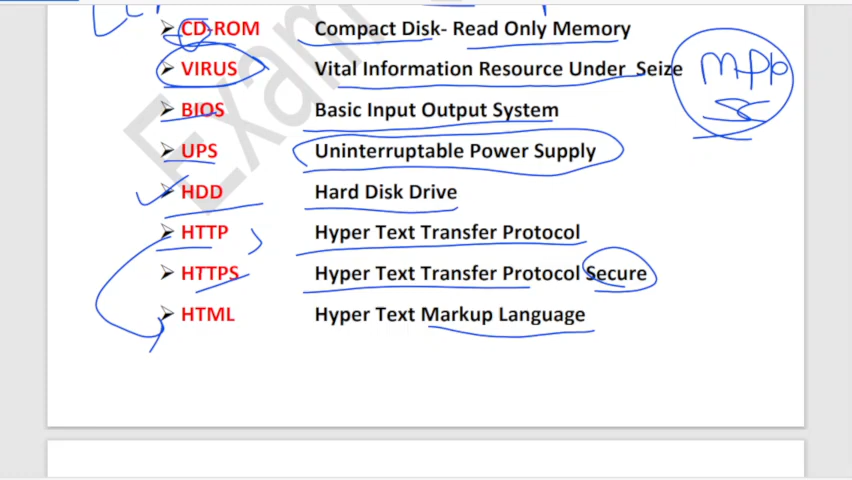 CD-ROM Compact Disk- Read Only Memory
VIRUS Vital Information Resource Under Seize
BIOS Basic Input Output System
UPS Uninterruptable Power Supply
HDD Hard Disk Drive
HTTP Hyper Text Transfer Protocol
HTTPS Hyper Text Transfer Protocol Secure
HTML Hyper Text Markup Language
Exam